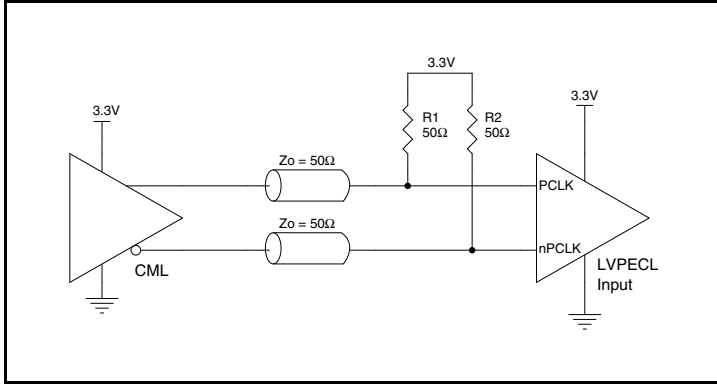 3.3V
3.3V
3.3V
R1
50Ω
R2
50Ω
Zo = 50Ω
PCLK
Zo = 50Ω
nPCLK
CML
LVPECL
Input